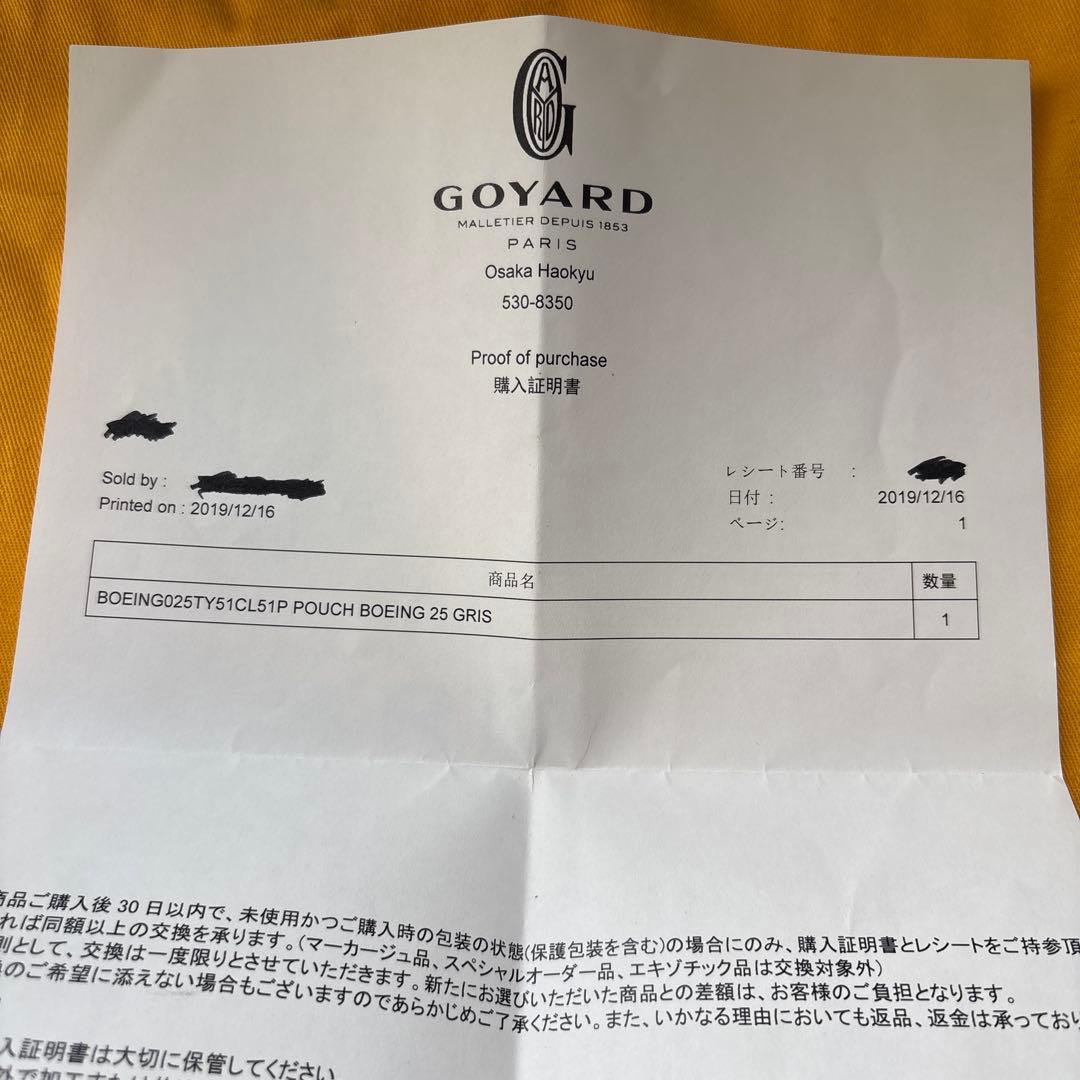 GOYARD
MALLETIER DEPUIS 1853
PARIS
Osaka Haokyu
530-8350
Proof of purchase
購入証明書
Sold by :
Printed on : 2019/12/16
レシート番号 :
日付 : 2019/12/16
ページ: 1
商品名 数量
BOEING025TY51CL51P POUCH BOEING 25 GRIS 1
商品ご購入後 30 日以内で、未使用かつご購入時の包装の状態(保護包装を含む)の場合にのみ、購入証明書とレシートをご持参頂
れば同額以上の交換を承ります。(マーカージュ品、スペシャルオーダー品、エキゾチック品は交換対象外)
則として、交換は一度限りとさせていただきます。新たにお選びいただいた商品との差額は、お客様のご負担となります。
のご希望に添えない場合もございますのであらかじめご了承ください。また、いかなる理由においても返品、返金は承っており
入証明書は大切に保管してください